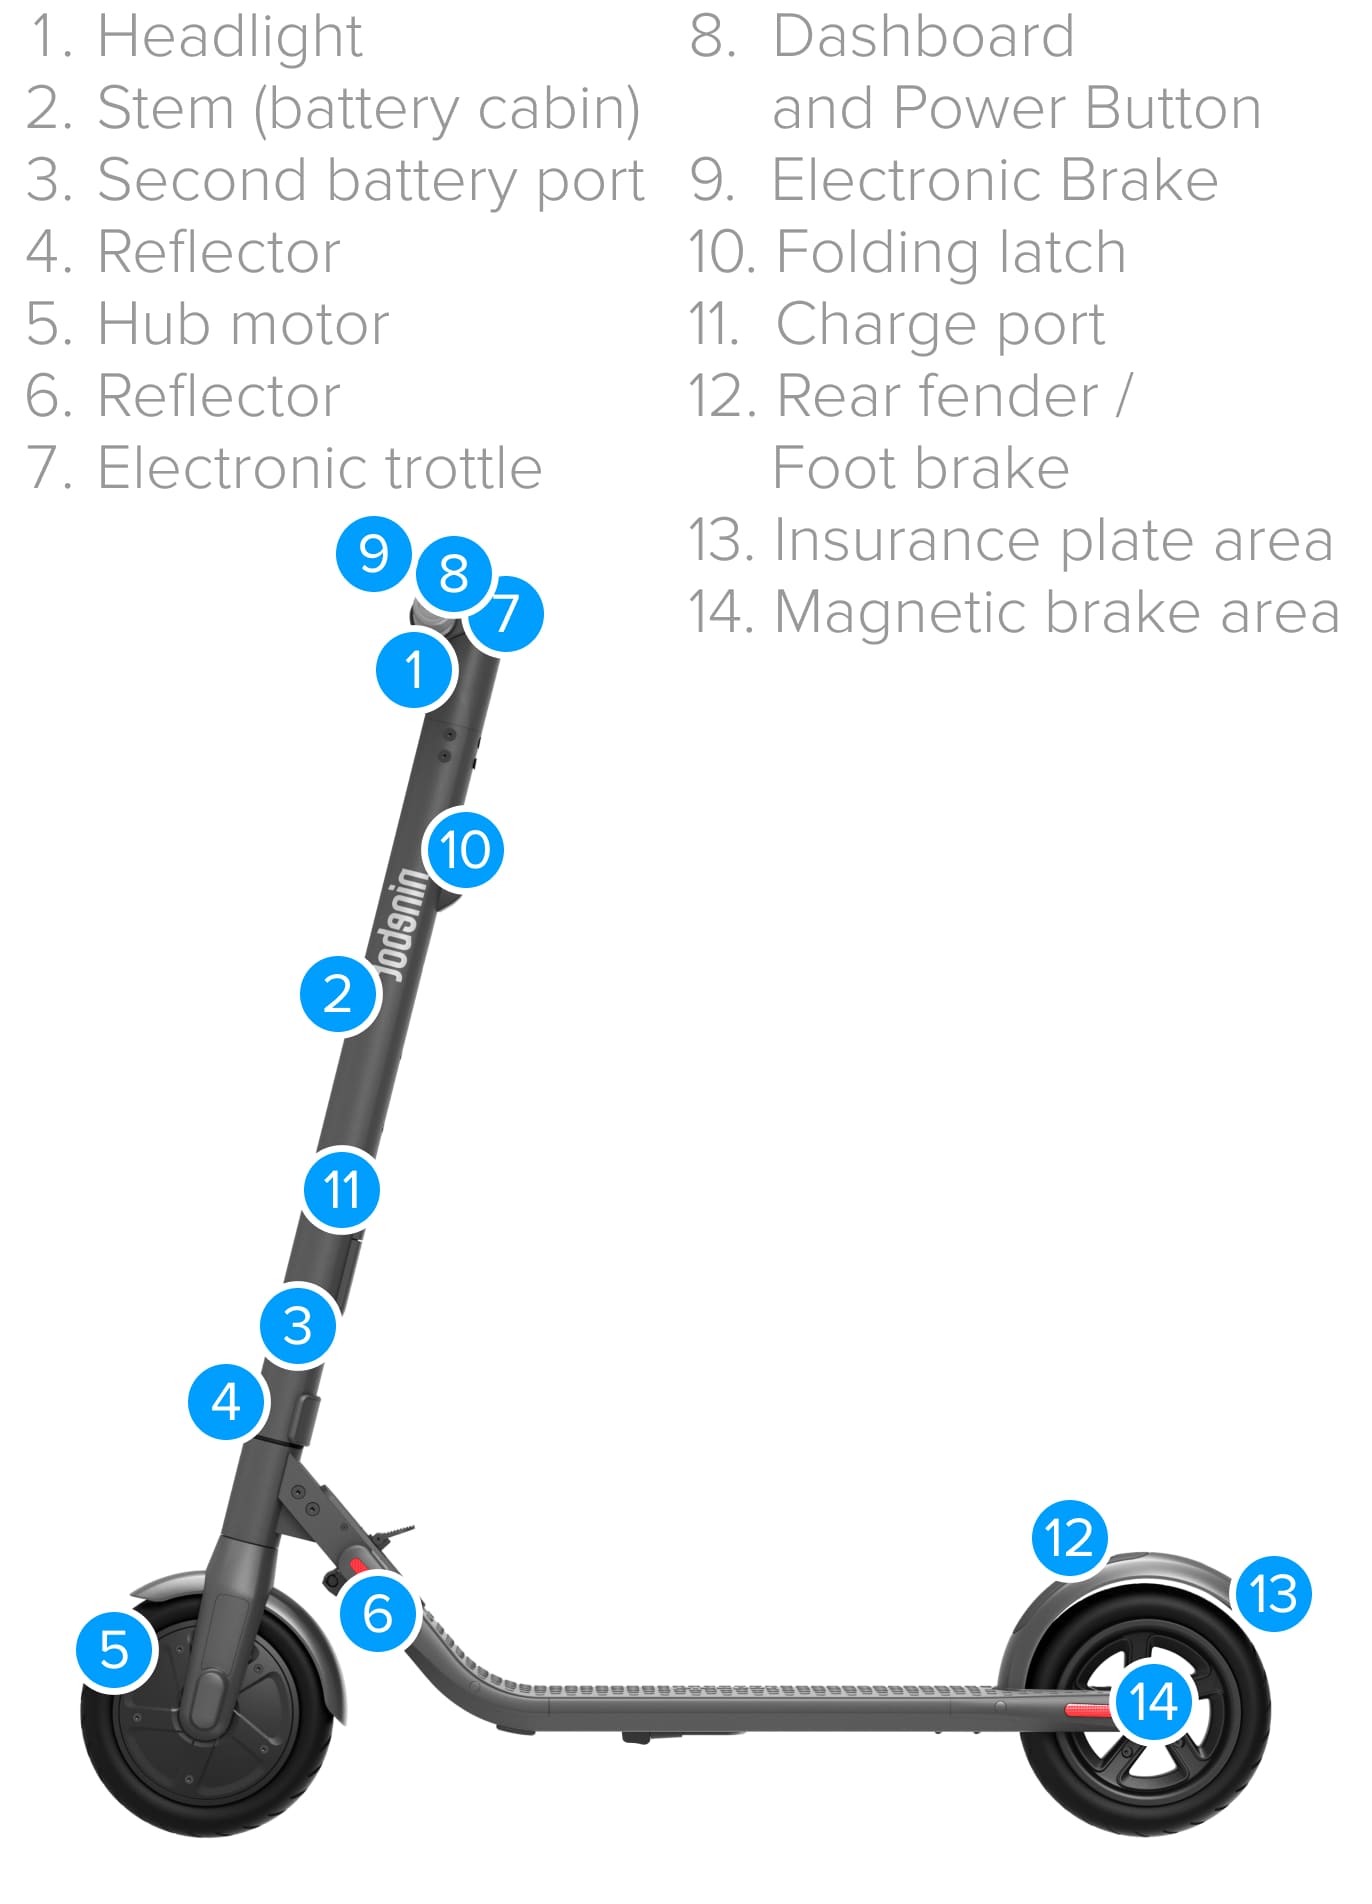 1. Headlight
2. Stem (battery cabin)
3. Second battery port
4. Reflector
5. Hub motor
6. Reflector
7. Electronic trottle
8. Dashboard
and Power Button
9. Electronic Brake
10. Folding latch
11. Charge port
12. Rear fender /
Foot brake
13. Insurance plate area
14. Magnetic brake area
9
8
7
1
10
2
11
3
4
6
5
12
13
14